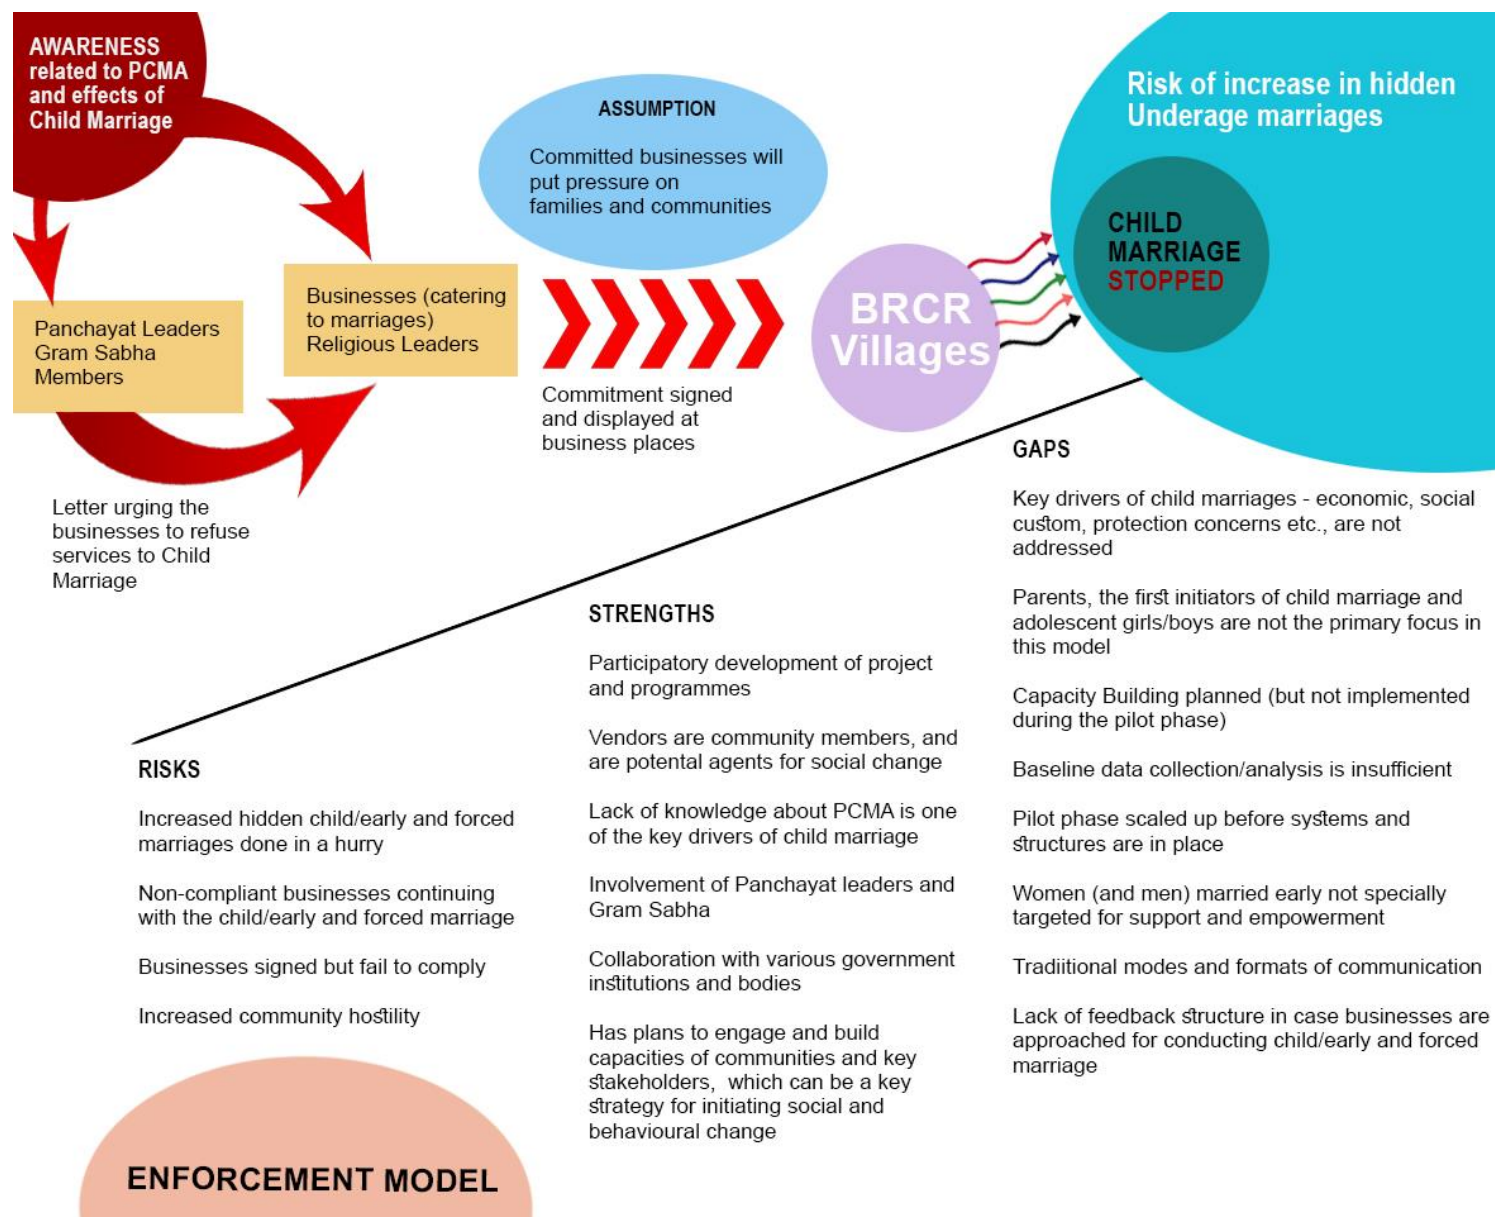 AWARENESS
related to PCMA
and effects of
Child Marriage
Panchayat Leaders
Gram Sabha
Members
Businesses (catering
to marriages)
Religious Leaders
Letter urging the
businesses to refuse
services to Child
Marriage
ASSUMPTION
Committed businesses will
put pressure on
families and communities
Commitment signed
and displayed at
business places
BRCR
Villages
Risk of increase in hidden
Underage marriages
CHILD
MARRIAGE
STOPPED
RISKS
Increased hidden child/early and forced
marriages done in a hurry
Non-compliant businesses continuing
with the child/early and forced marriage
Businesses signed but fail to comply
Increased community hostility
STRENGTHS
Participatory development of project
and programmes
Vendors are community members, and
are potental agents for social change
Lack of knowledge about PCMA is one
of the key drivers of child marriage
Involvement of Panchayat leaders and
Gram Sabha
Collaboration with various government
institutions and bodies
Has plans to engage and build
capacities of communities and key
stakeholders, which can be a key
strategy for initiating social and
behavioural change
GAPS
Key drivers of child marriages - economic, social
custom, protection concerns etc., are not
addressed
Parents, the first initiators of child marriage and
adolescent girls/boys are not the primary focus in
this model
Capacity Building planned (but not implemented
during the pilot phase)
Baseline data collection/analysis is insufficient
Pilot phase scaled up before systems and
structures are in place
Women (and men) married early not specially
targeted for support and empowerment
Tradiitional modes and formats of communication
Lack of feedback structure in case businesses are
approached for conducting child/early and forced
marriage
ENFORCEMENT MODEL